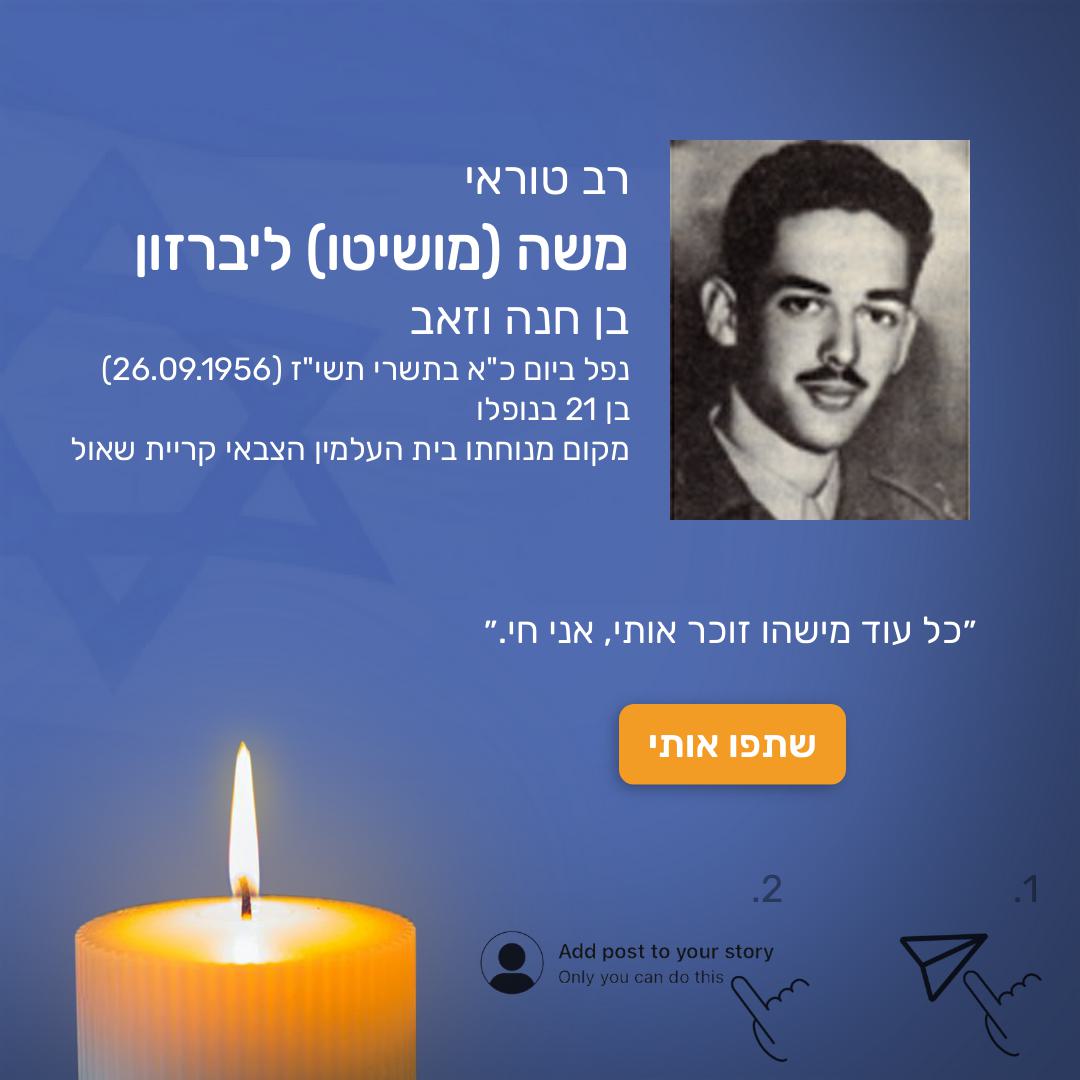 רב טוראי
משה (מושיטו) ליברזון
בן חנה וזאב
נפל ביום כ"א בתשרי תשי"ז (26.09.1956)
בן 21 בנופלו
מקום מנוחתו בית העלמין הצבאי קריית שאול
״כל עוד מישהו זוכר אותי, אני חי.״
שתפו אותי
.1
.2
Add post to your story
Only you can do this